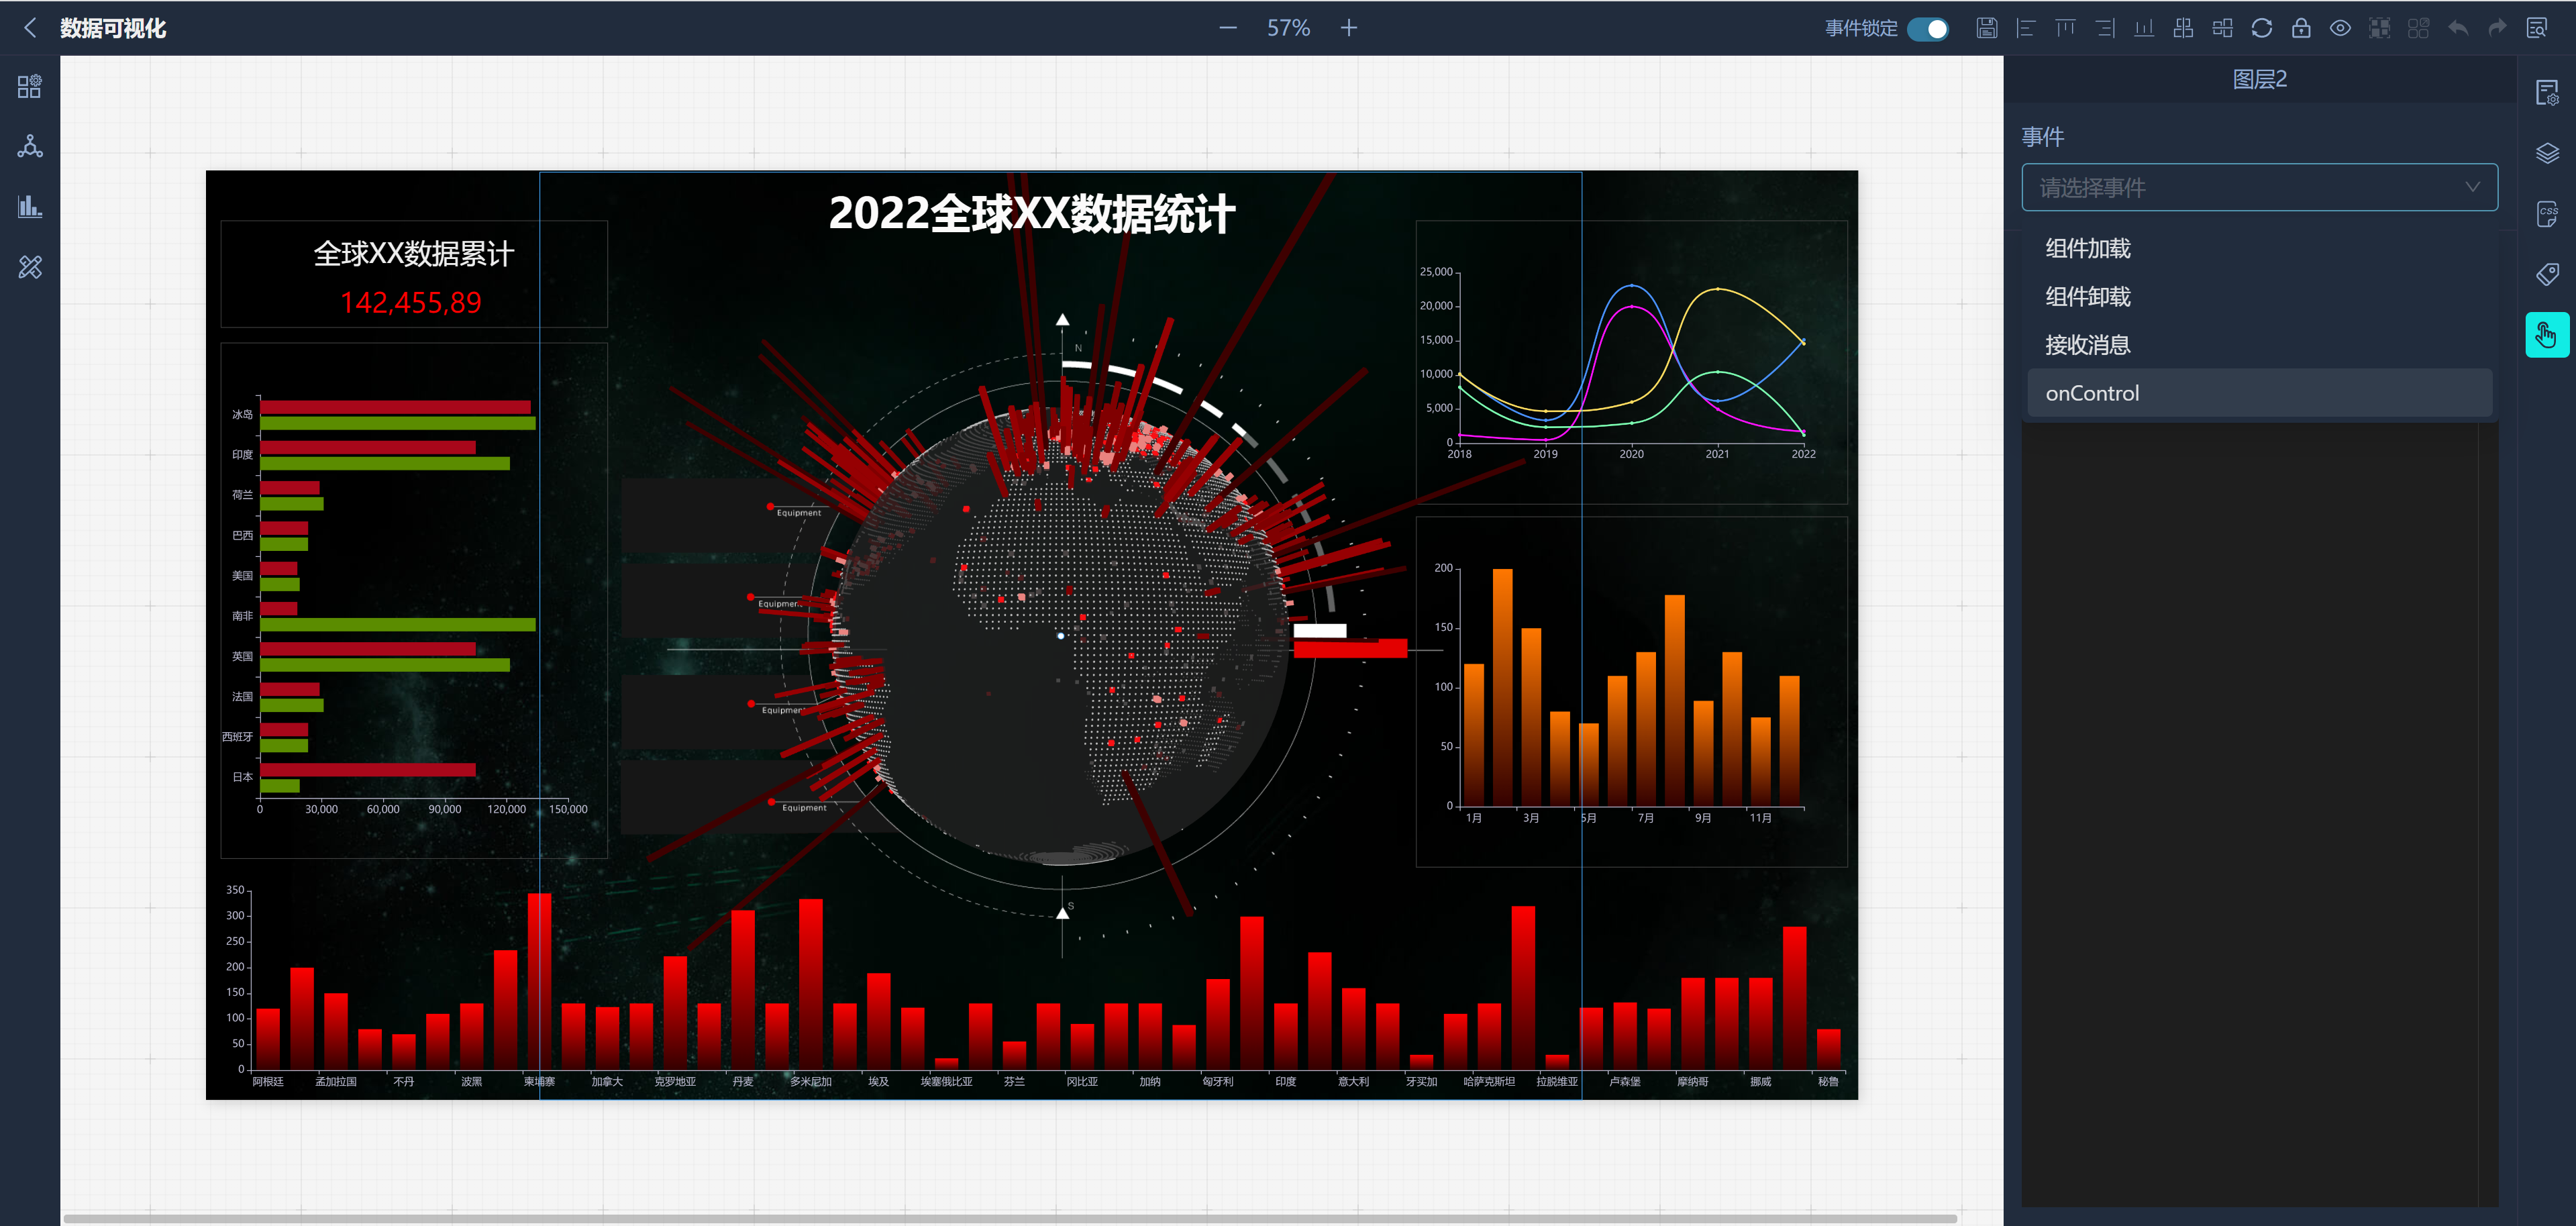 数据可视化
57%
事件锁定
图层2
事件
请选择事件
组件加载
组件卸载
接收消息
onControl
CSS
2022全球XX数据统计
全球XX数据累计
142,455,89
冰岛
印度
荷兰
巴西
美国
南非
英国
法国
西班牙
日本
0 30,000 60,000 90,000 120,000 150,000
N
Equipment
Equipment
Equipment
Equipment
S
25,000
20,000
15,000
10,000
5,000
0
2018 2019 2020 2021 2022
200
150
100
50
0
1月 3月 5月 7月 9月 11月
350
300
250
200
150
100
50
0
阿根廷 孟加拉国 不丹 波黑 柬埔寨 加拿大 克罗地亚 丹麦 多米尼加 埃及 埃塞俄比亚 芬兰 冈比亚 加纳 匈牙利 印度 意大利 牙买加 哈萨克斯坦 拉脱维亚 卢森堡 摩纳哥 挪威 秘鲁